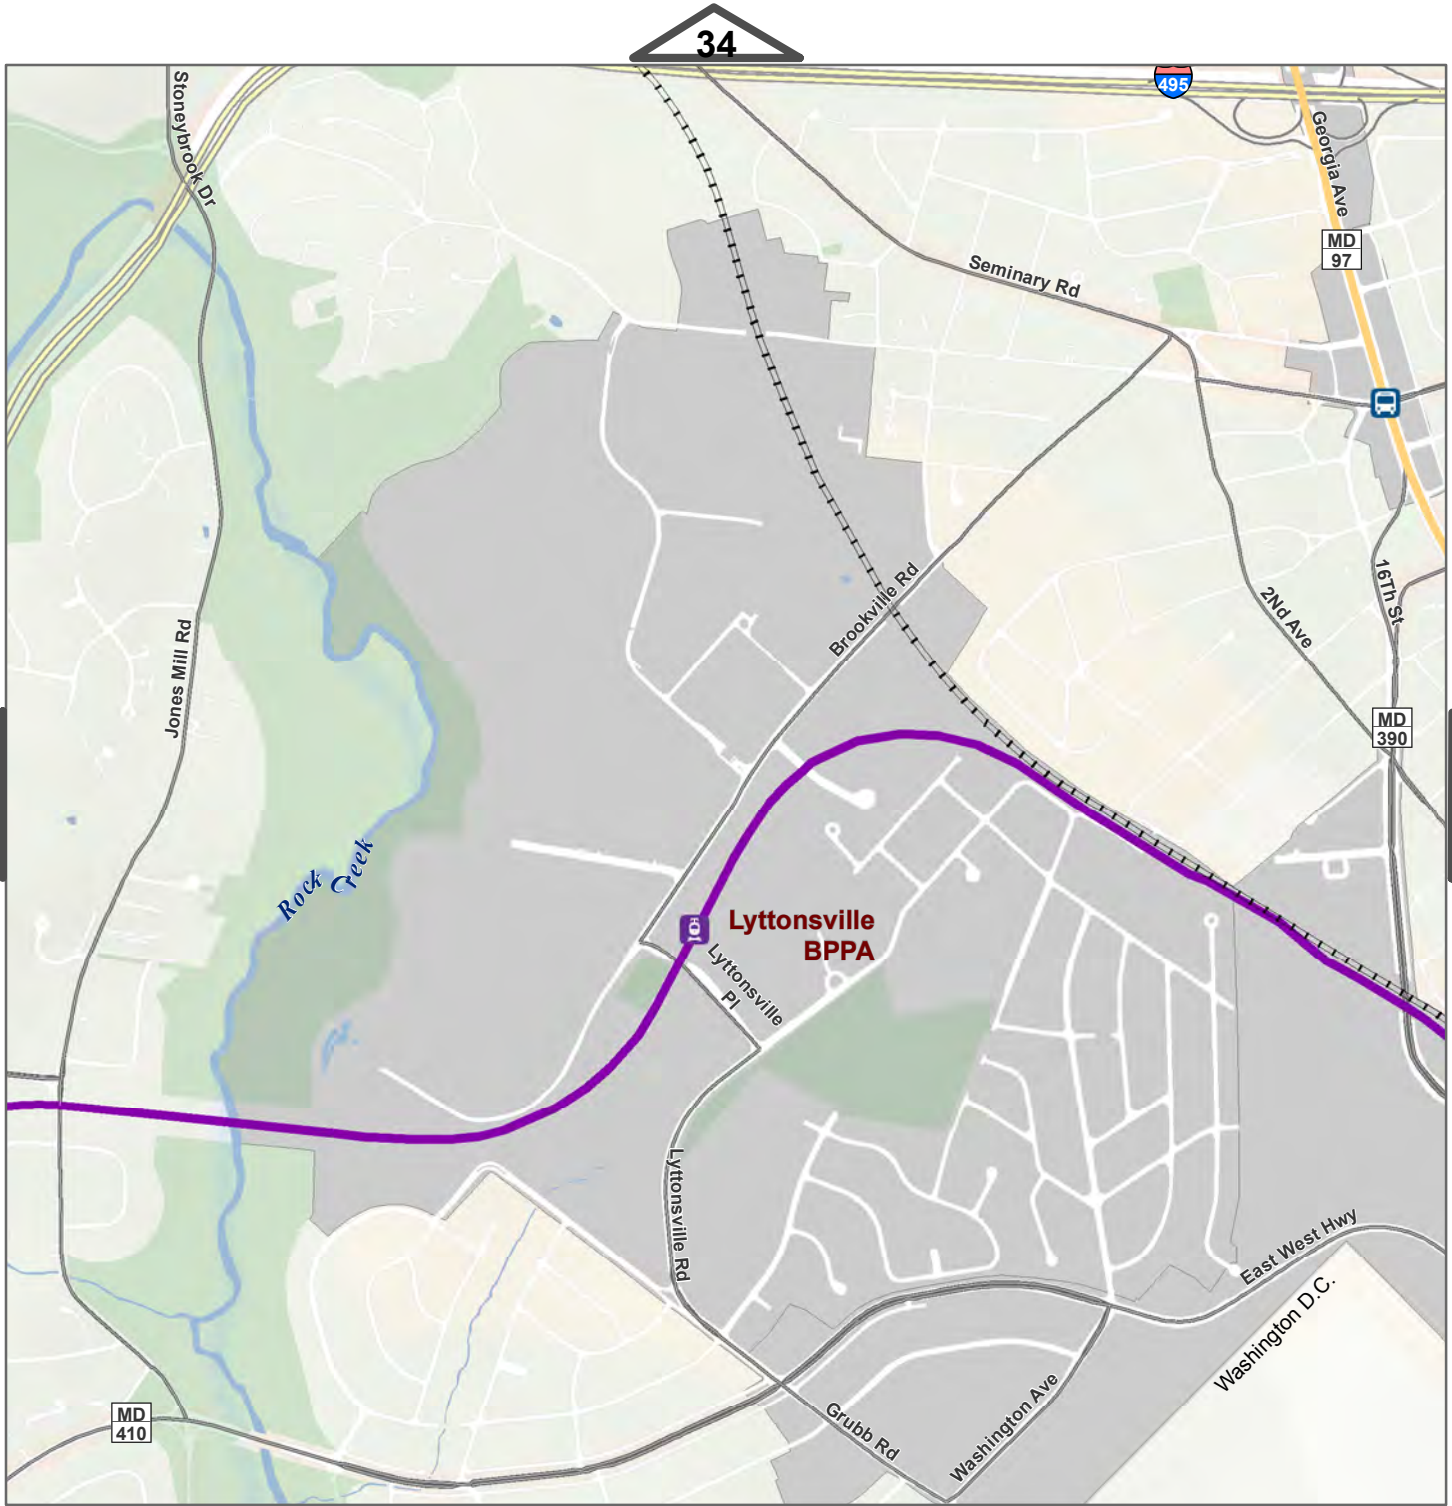 34
495
Stoneybrook Dr
Georgia Ave
MD
97
Seminary Rd
Brookville Rd
16Th St
2Nd Ave
Jones Mill Rd
MD
390
Rock Creek
Lyttonsville
BPPA
Lyttonsville
Pl
Lyttonsville Rd
East West Hwy
Washington D.C.
MD
410
Grubb Rd
Washington Ave